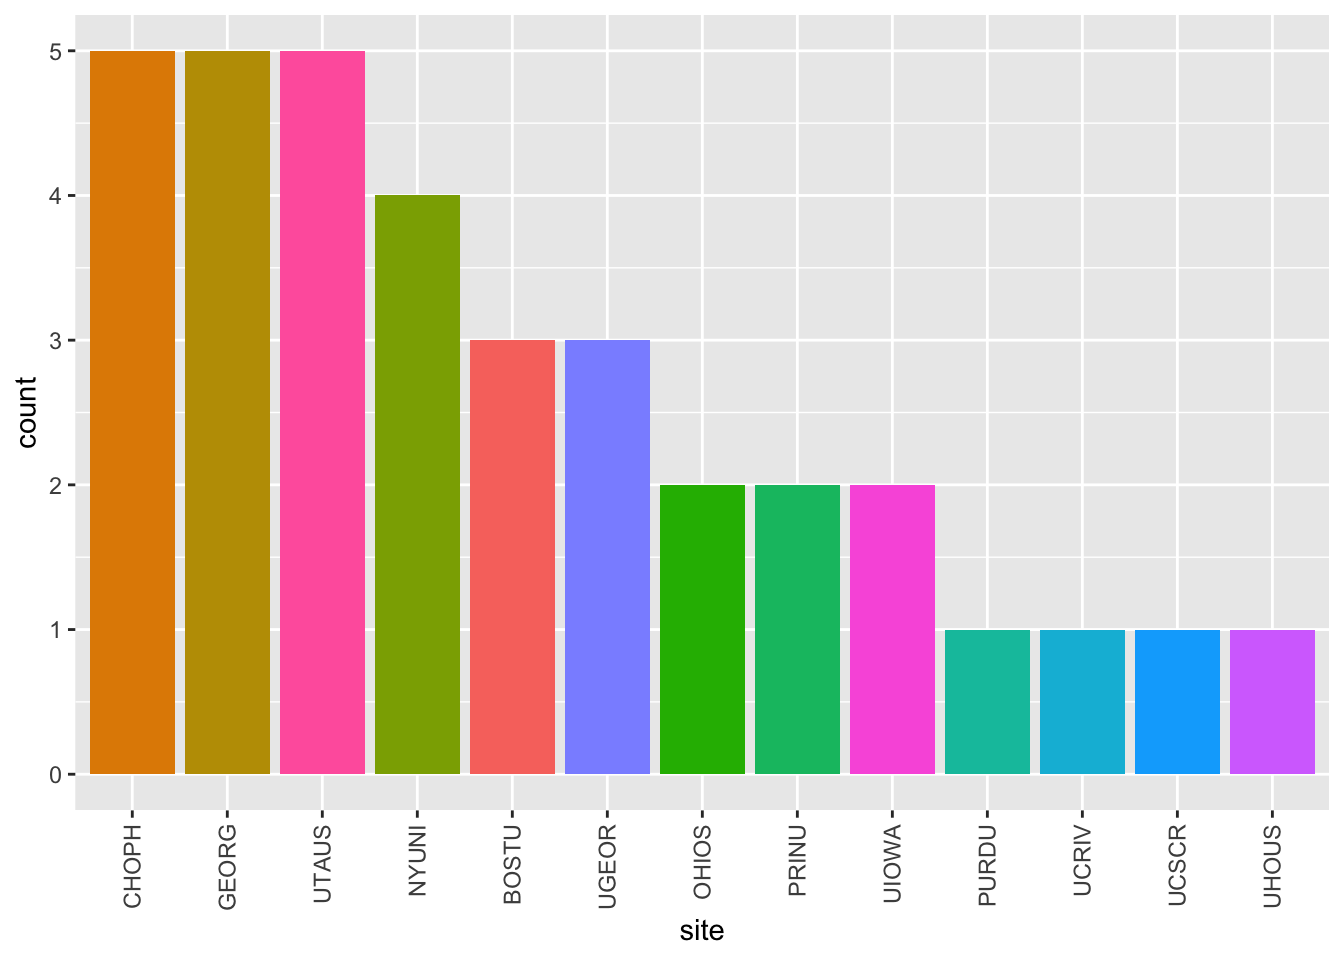 5
4
3
2
1
0
count
CHOPH
GEORG
UTAUS
NYUNI
BOSTU
UGEOR
OHIOS
PRINU
UIOWA
PURDU
UCRIV
UCSCR
UHOUS
site